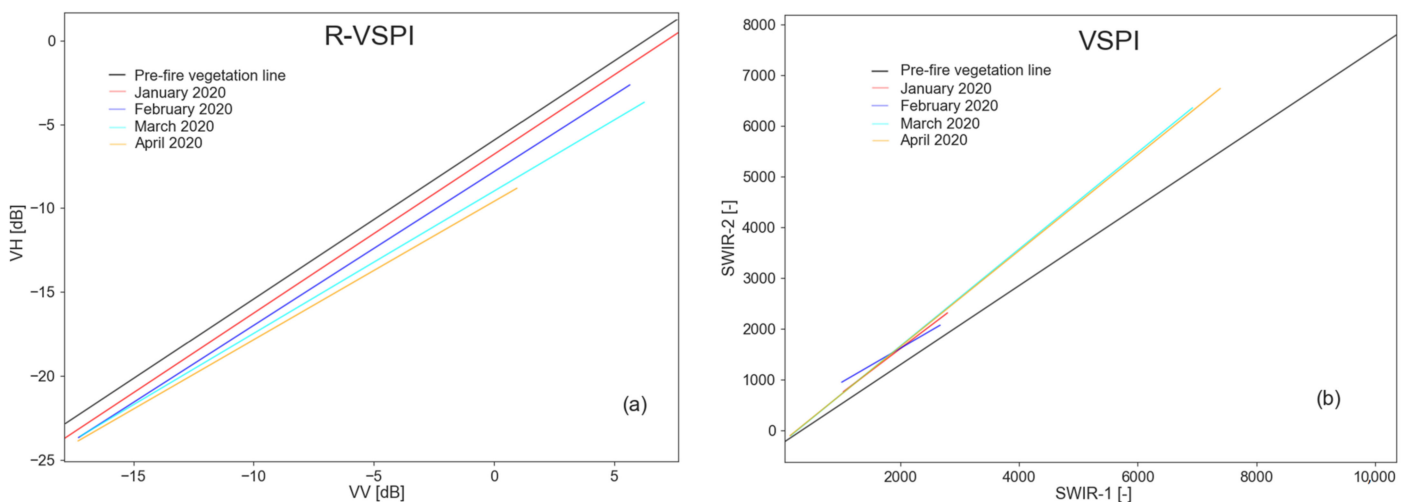 R-VSPI
Pre-fire vegetation line
January 2020
February 2020
March 2020
April 2020
0
−5
−10
−15
−20
−25
VH [dB]
(a)
−15
−10
−5
0
5
VV [dB]
VSPI
Pre-fire vegetation line
January 2020
February 2020
March 2020
April 2020
8000
7000
6000
5000
4000
3000
2000
1000
0
SWIR-2 [-]
(b)
2000
4000
6000
8000
10,000
SWIR-1 [-]